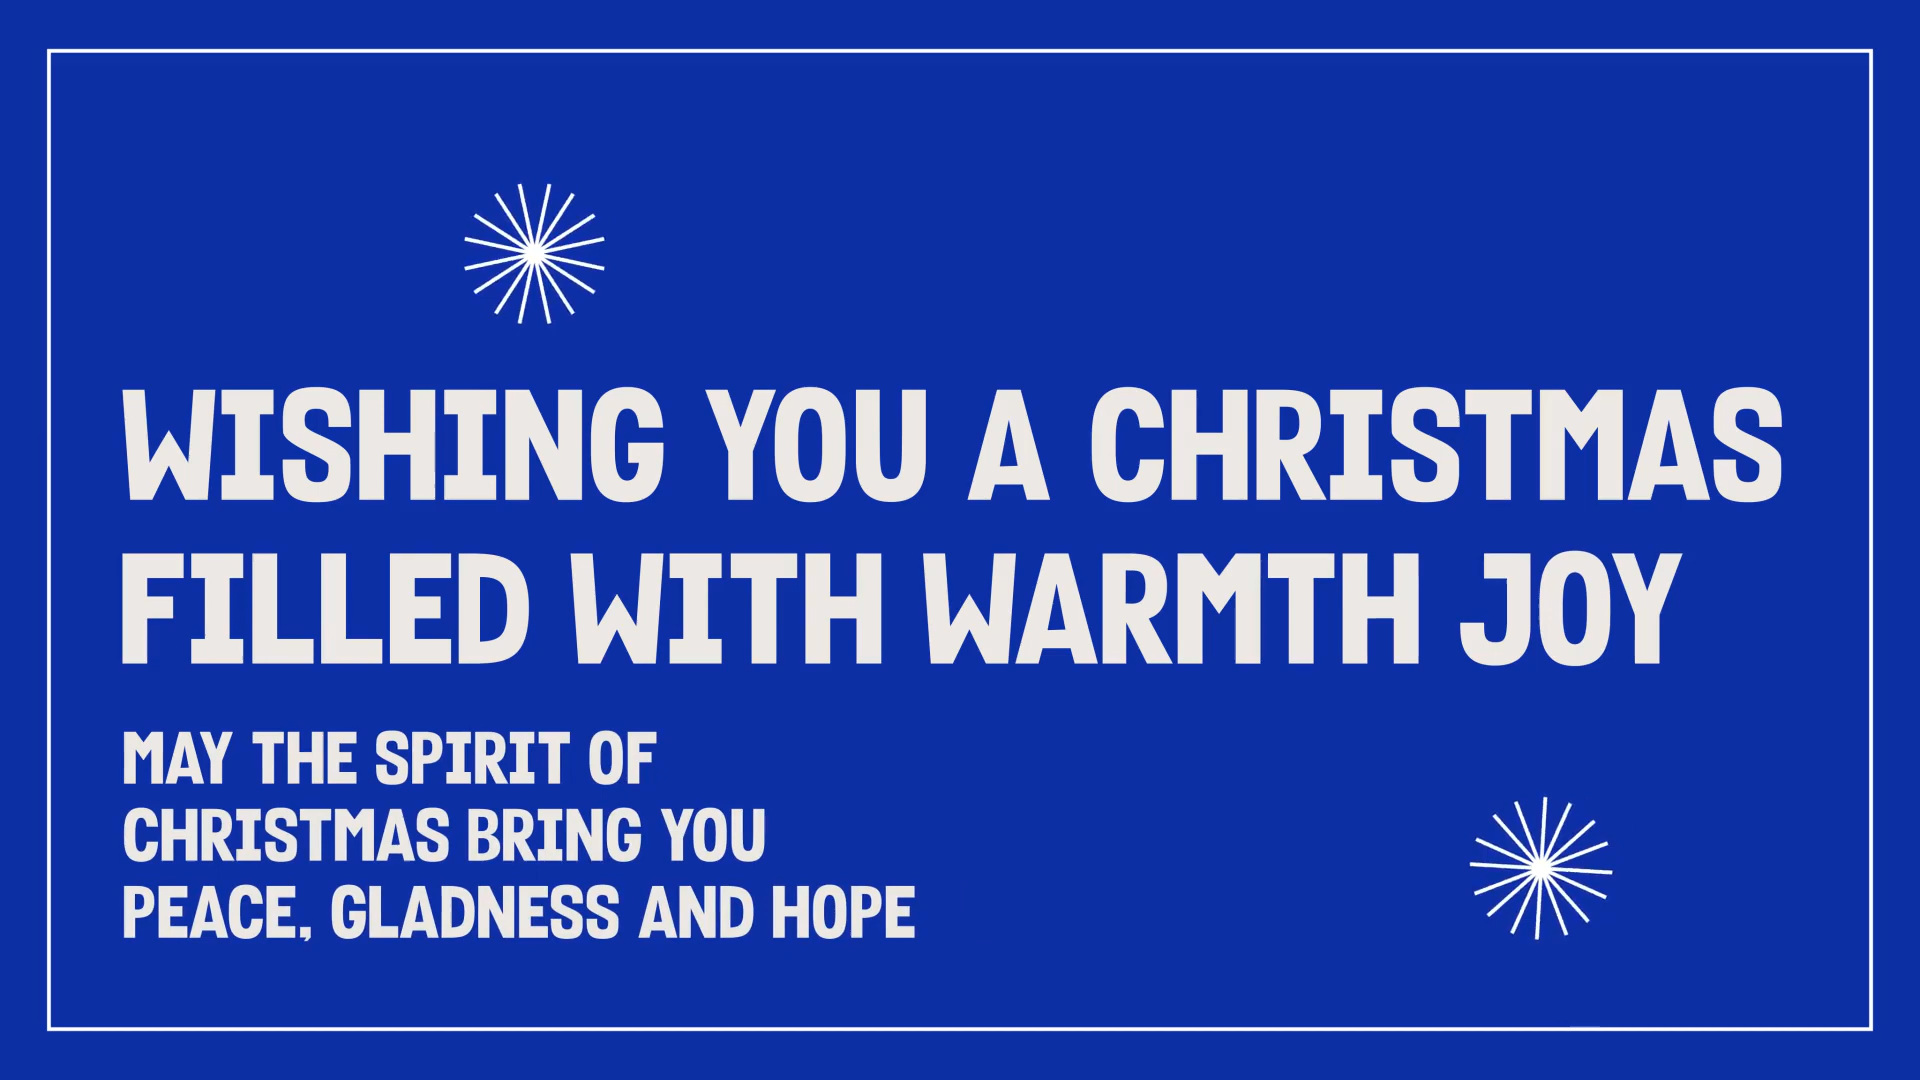 WISHING YOU A CHRISTMAS
FILLED WITH WARMTH JOY
MAY THE SPIRIT OF
CHRISTMAS BRING YOU
PEACE, GLADNESS AND HOPE